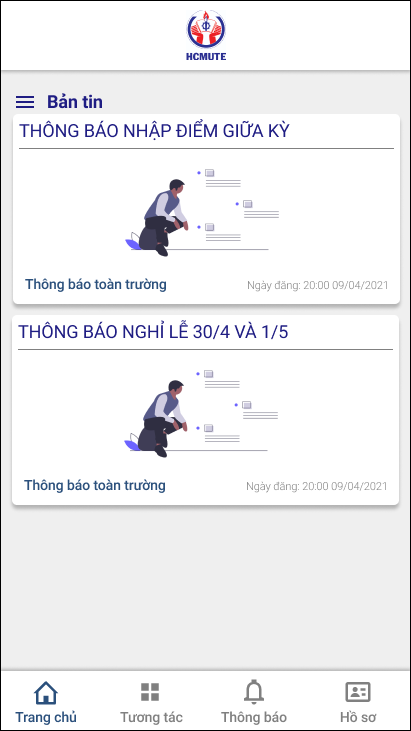 HCMUTE
Bản tin
THÔNG BÁO NHẬP ĐIỂM GIỮA KỲ
Thông báo toàn trường
Ngày đăng: 20:00 09/04/2021
THÔNG BÁO NGHỈ LỄ 30/4 VÀ 1/5
Thông báo toàn trường
Ngày đăng: 20:00 09/04/2021
Trang chủ
Tương tác
Thông báo
Hồ sơ